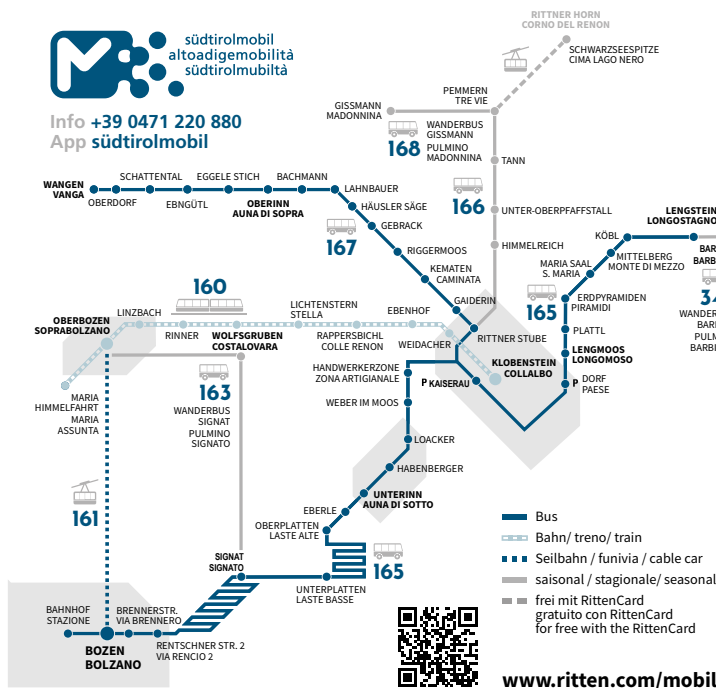 südtirolmobil
altoadigemobilità
südtirolmubiltà
Info +39 0471 220 880
App südtirolmobil
RITTNER HORN
CORNO DEL RENON
SCHWARZSEESPITZE
CIMA LAGO NERO
PEMMERN
TRE VIE
GISSMANN
MADONNINA
168
WANDERBUS
GISSMANN
PULMINO
MADONNINA
TANN
166
UNTER-OBERPFAFFSTALL
HIMMELREICH
WANGEN
VANGA
OBERDORF
SCHATTENTAL
EBNGÜTL
EGGELE STICH
OBERINN
AUNA DI SOPRA
BACHMANN
LAHNBAUER
HÄUSLER SÄGE
GEBRACK
167
RIGGERMOOS
KEMATEN
CAMINATA
GAIDERIN
RITTNER STUBE
LENGSTEIN
LONGOSTAGNO
KÖBL
MITTELBERG
MONTE DI MEZZO
MARIA SAAL
S. MARIA
165
ERDPYRAMIDEN
PIRAMIDI
PLATTL
LENGMOOS
LONGOMOSO
P DORF
PAESE
BAR
BARB
34
WANDER
BARB
PULM
BARBI
160
OBERBOZEN
SOPRABOLZANO
LINZBACH
RINNER
WOLFSGRUBEN
COSTALOVARA
LICHTENSTERN
STELLA
RAPPERSBICHL
COLLE RENON
EBENHOF
WEIDACHER
KLOBENSTEIN
COLLALBO
MARIA
HIMMELFAHRT
MARIA
ASSUNTA
163
WANDERBUS
SIGNAT
PULMINO
SIGNATO
HANDWERKERZONE
ZONA ARTIGIANALE
P KAISERAU
WEBER IM MOOS
LOACKER
HABENBERGER
UNTERINN
AUNA DI SOTTO
EBERLE
OBERPLATTEN
LASTE ALTE
165
UNTERPLATTEN
LASTE BASSE
161
SIGNAT
SIGNATO
BAHNHOF
STAZIONE
BRENNERSTR.
VIA BRENNERO
BOZEN
BOLZANO
RENTSCHNER STR. 2
VIA RENCIO 2
Bus
Bahn/ treno/ train
Seilbahn / funivia / cable car
saisonal / stagionale/ seasonal
frei mit RittenCard
gratuito con RittenCard
for free with the RittenCard
www.ritten.com/mobil